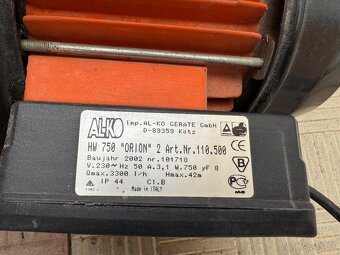 AL-KO
Imp.AL-KO GERÄTE GmbH
D-89359 Kötz
HW 750 "ORION" 2 Art.Nr.110.500
Baujahr 2002 nr.101718
V.230~ Hz 50 A.3,1 W.750 µF 8
Qmax.3300 l/h Hmax.42m
IP 44 Cl.B
Made in ITALY